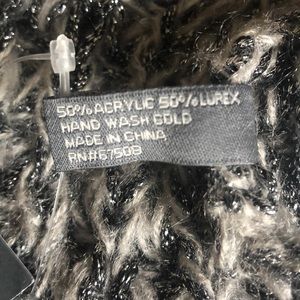 50% ACRYLIC 50% LUREX
HAND WASH COLD
MADE IN CHINA
RN#67508